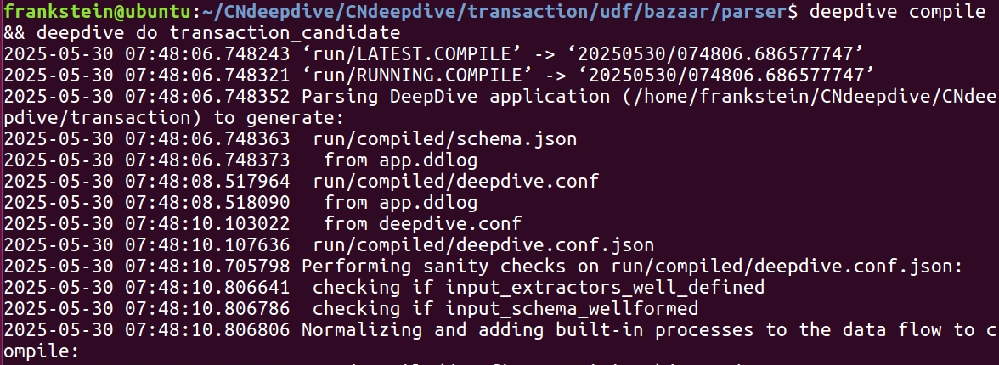 frankstein@ubuntu:~/CNdeepdive/CNdeepdive/transaction/udf/bazaar/parser$ deepdive compile
&& deepdive do transaction_candidate
2025-05-30 07:48:06.748243 ‘run/LATEST.COMPILE’ -> ‘20250530/074806.686577747’
2025-05-30 07:48:06.748321 ‘run/RUNNING.COMPILE’ -> ‘20250530/074806.686577747’
2025-05-30 07:48:06.748352 Parsing DeepDive application (/home/frankstein/CNdeepdive/CNdee
pdive/transaction) to generate:
2025-05-30 07:48:06.748363  run/compiled/schema.json
2025-05-30 07:48:06.748373   from app.ddlog
2025-05-30 07:48:08.517964  run/compiled/deepdive.conf
2025-05-30 07:48:08.518090   from app.ddlog
2025-05-30 07:48:10.103022   from deepdive.conf
2025-05-30 07:48:10.107636  run/compiled/deepdive.conf.json
2025-05-30 07:48:10.705798 Performing sanity checks on run/compiled/deepdive.conf.json:
2025-05-30 07:48:10.806641  checking if input_extractors_well_defined
2025-05-30 07:48:10.806786  checking if input_schema_wellformed
2025-05-30 07:48:10.806806 Normalizing and adding built-in processes to the data flow to c
ompile: